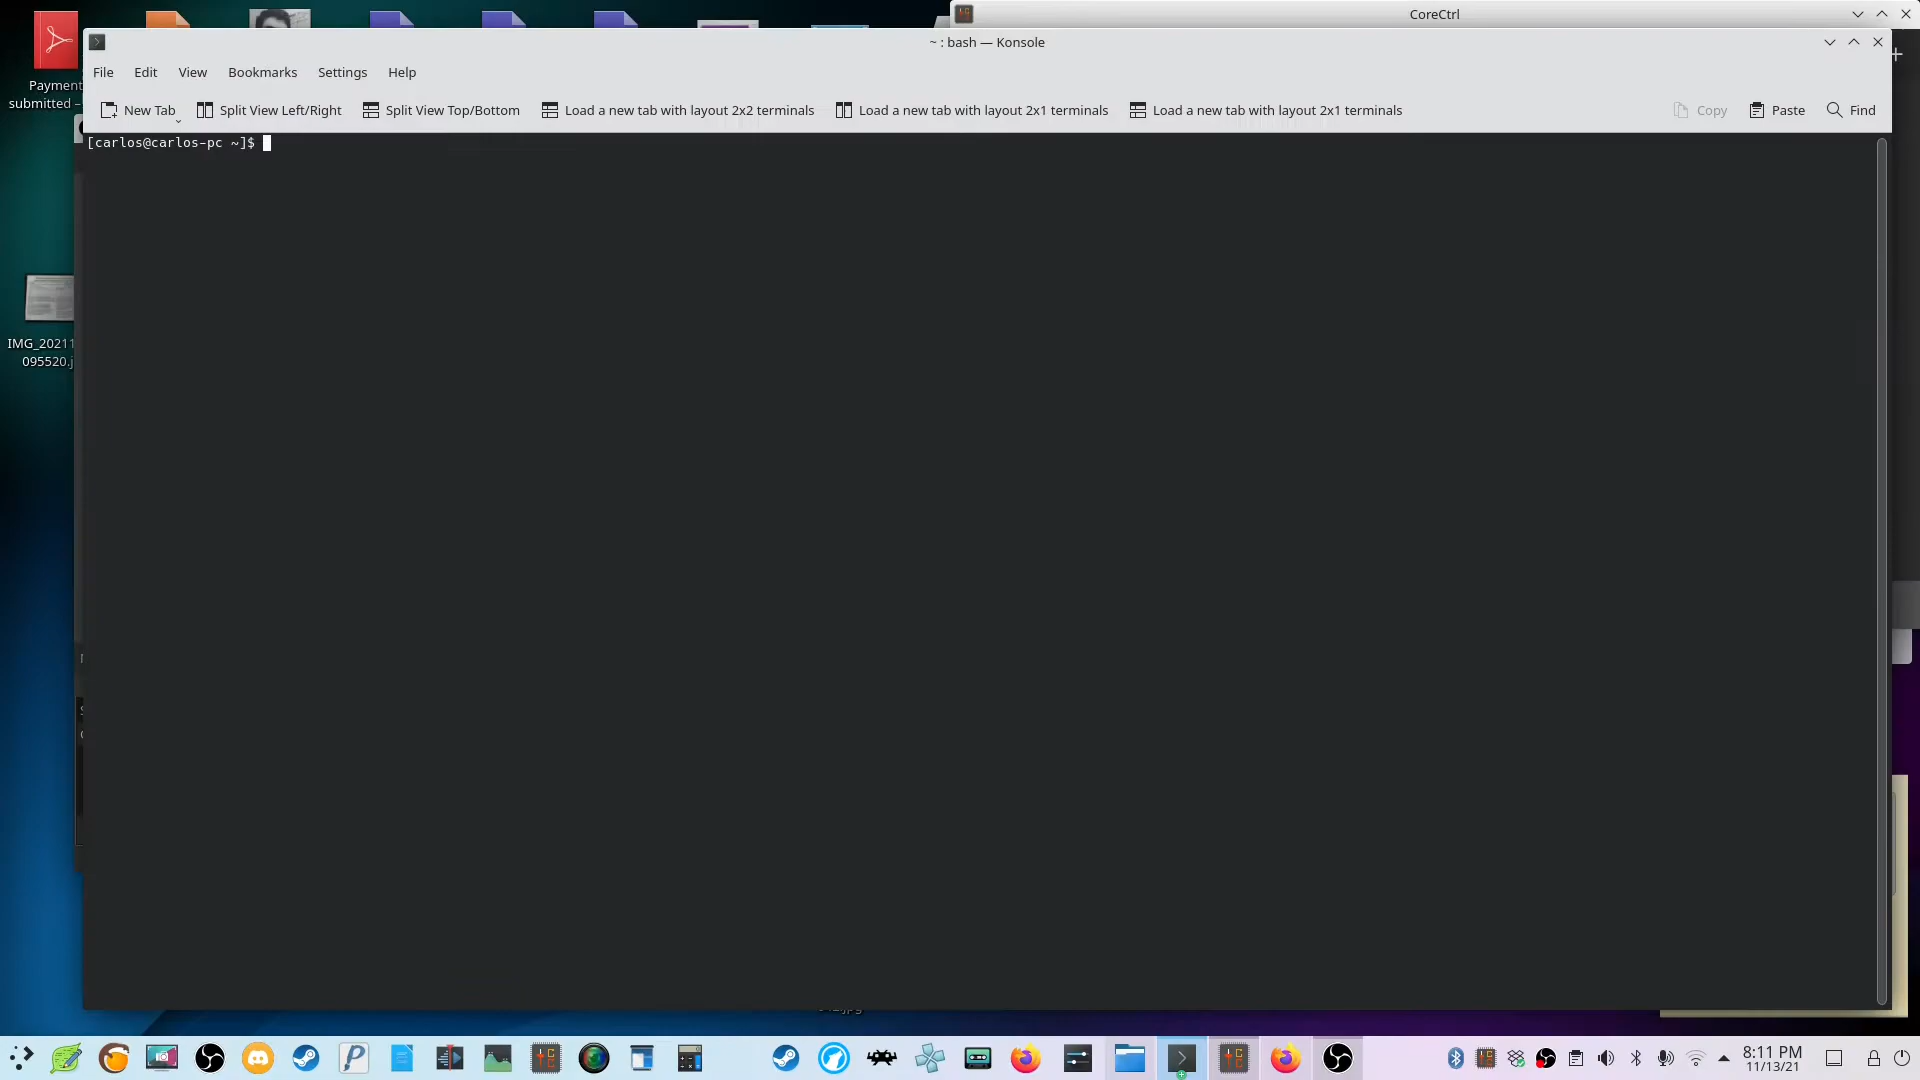 CoreCtrl
~ : bash — Konsole
File Edit View Bookmarks Settings Help
New Tab Split View Left/Right Split View Top/Bottom Load a new tab with layout 2x2 terminals Load a new tab with layout 2x1 terminals Load a new tab with layout 2x1 terminals Copy Paste Find
[carlos@carlos-pc ~]$
Payment
submitted –
IMG_20211
095520.j
8:11 PM
11/13/21